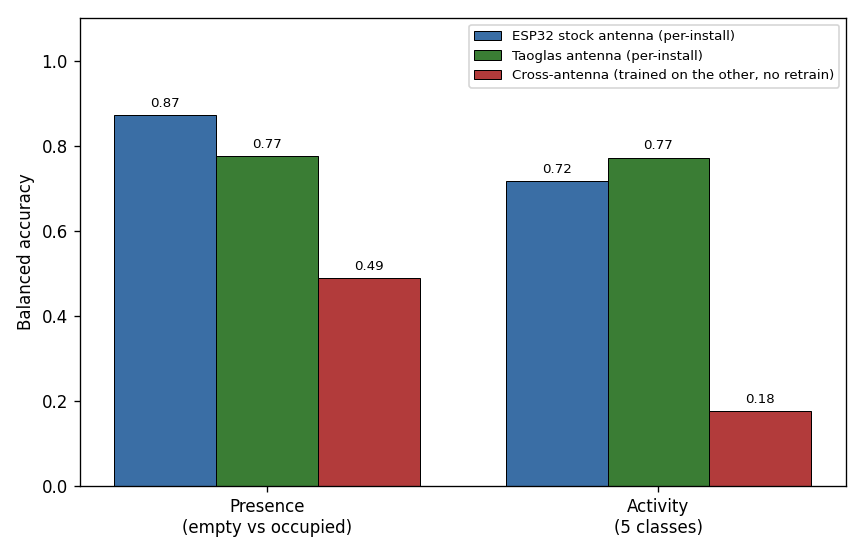 ESP32 stock antenna (per-install)
Taoglas antenna (per-install)
Cross-antenna (trained on the other, no retrain)
Balanced accuracy
1.0
0.8
0.6
0.4
0.2
0.0
0.87
0.77
0.49
0.72
0.77
0.18
Presence
(empty vs occupied)
Activity
(5 classes)